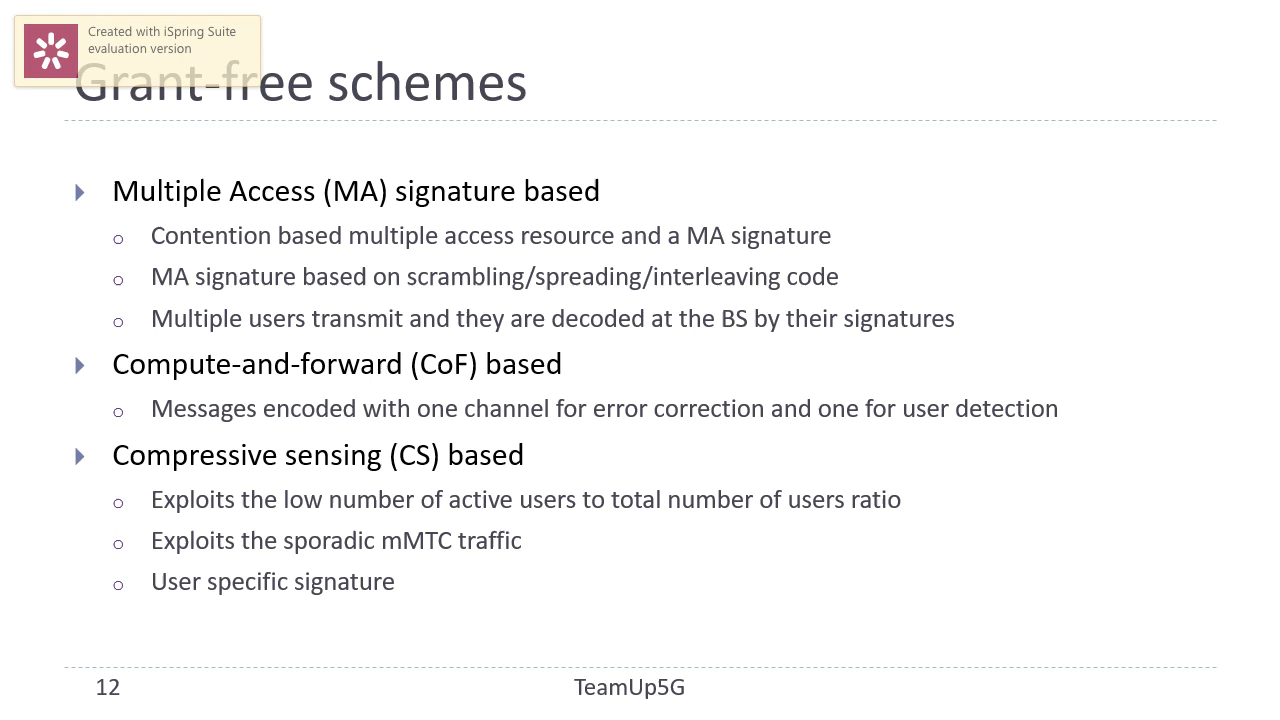 Created with iSpring Suite
evaluation version
Grant-free schemes
Multiple Access (MA) signature based
Contention based multiple access resource and a MA signature
MA signature based on scrambling/spreading/interleaving code
Multiple users transmit and they are decoded at the BS by their signatures
Compute-and-forward (CoF) based
Messages encoded with one channel for error correction and one for user detection
Compressive sensing (CS) based
Exploits the low number of active users to total number of users ratio
Exploits the sporadic mMTC traffic
User specific signature
12 TeamUp5G